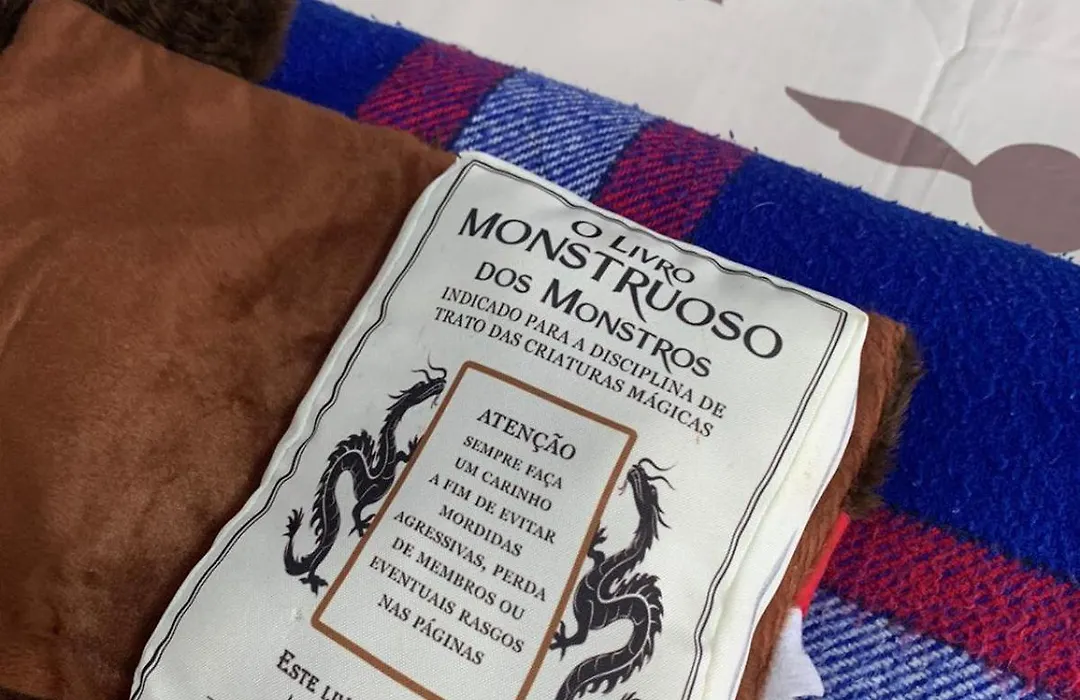 O LIVRO
MONSTRUOSO
DOS MONSTROS
INDICADO PARA A DISCIPLINA DE
TRATO DAS CRIATURAS MÁGICAS
ATENÇÃO
SEMPRE FAÇA
UM CARINHO
A FIM DE EVITAR
MORDIDAS
AGRESSIVAS, PERDA
DE MEMBROS OU
EVENTUAIS RASGOS
NAS PÁGINAS
ESTE